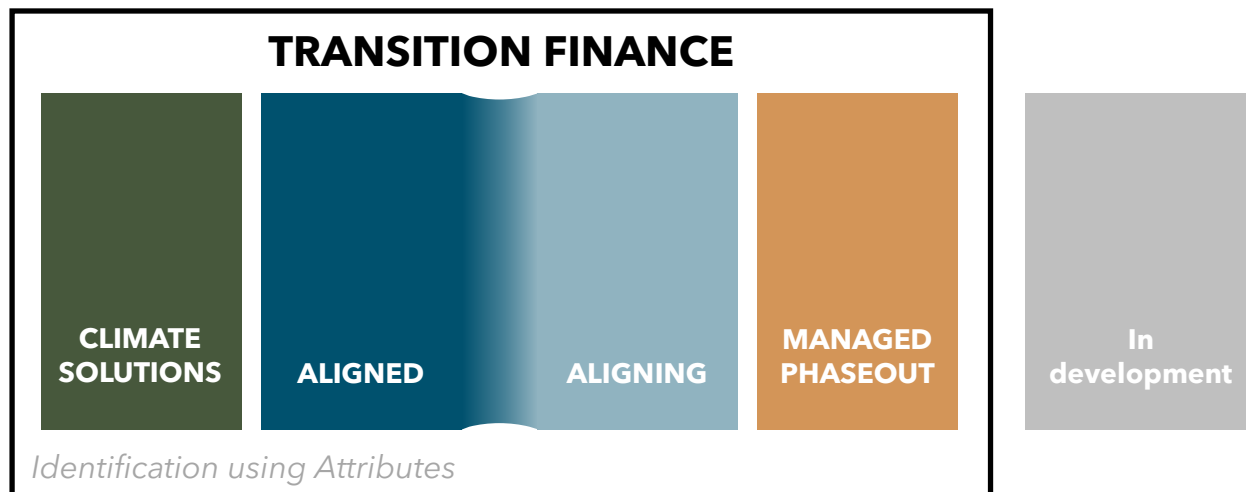 TRANSITION FINANCE
CLIMATE
SOLUTIONS
ALIGNED
ALIGNING
MANAGED
PHASEOUT
In
development
Identification using Attributes